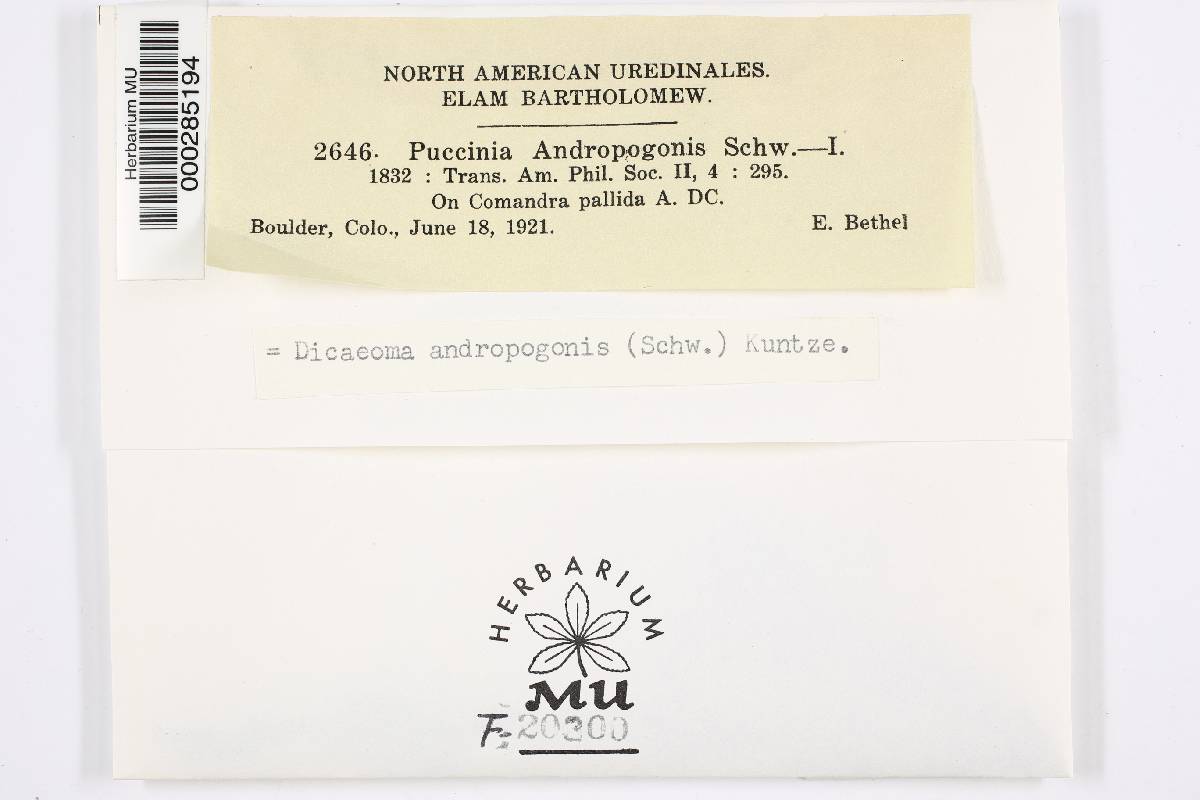 Herbarium MU
000285194
NORTH AMERICAN UREDINALES.
ELAM BARTHOLOMEW.
2646. Puccinia Andropogonis Schw.—I.
1832 : Trans. Am. Phil. Soc. II, 4 : 295.
On Comandra pallida A. DC.
Boulder, Colo., June 18, 1921. E. Bethel
= Dicaeoma andropogonis (Schw.) Kuntze.
HERBARIUM
MU
F-20300